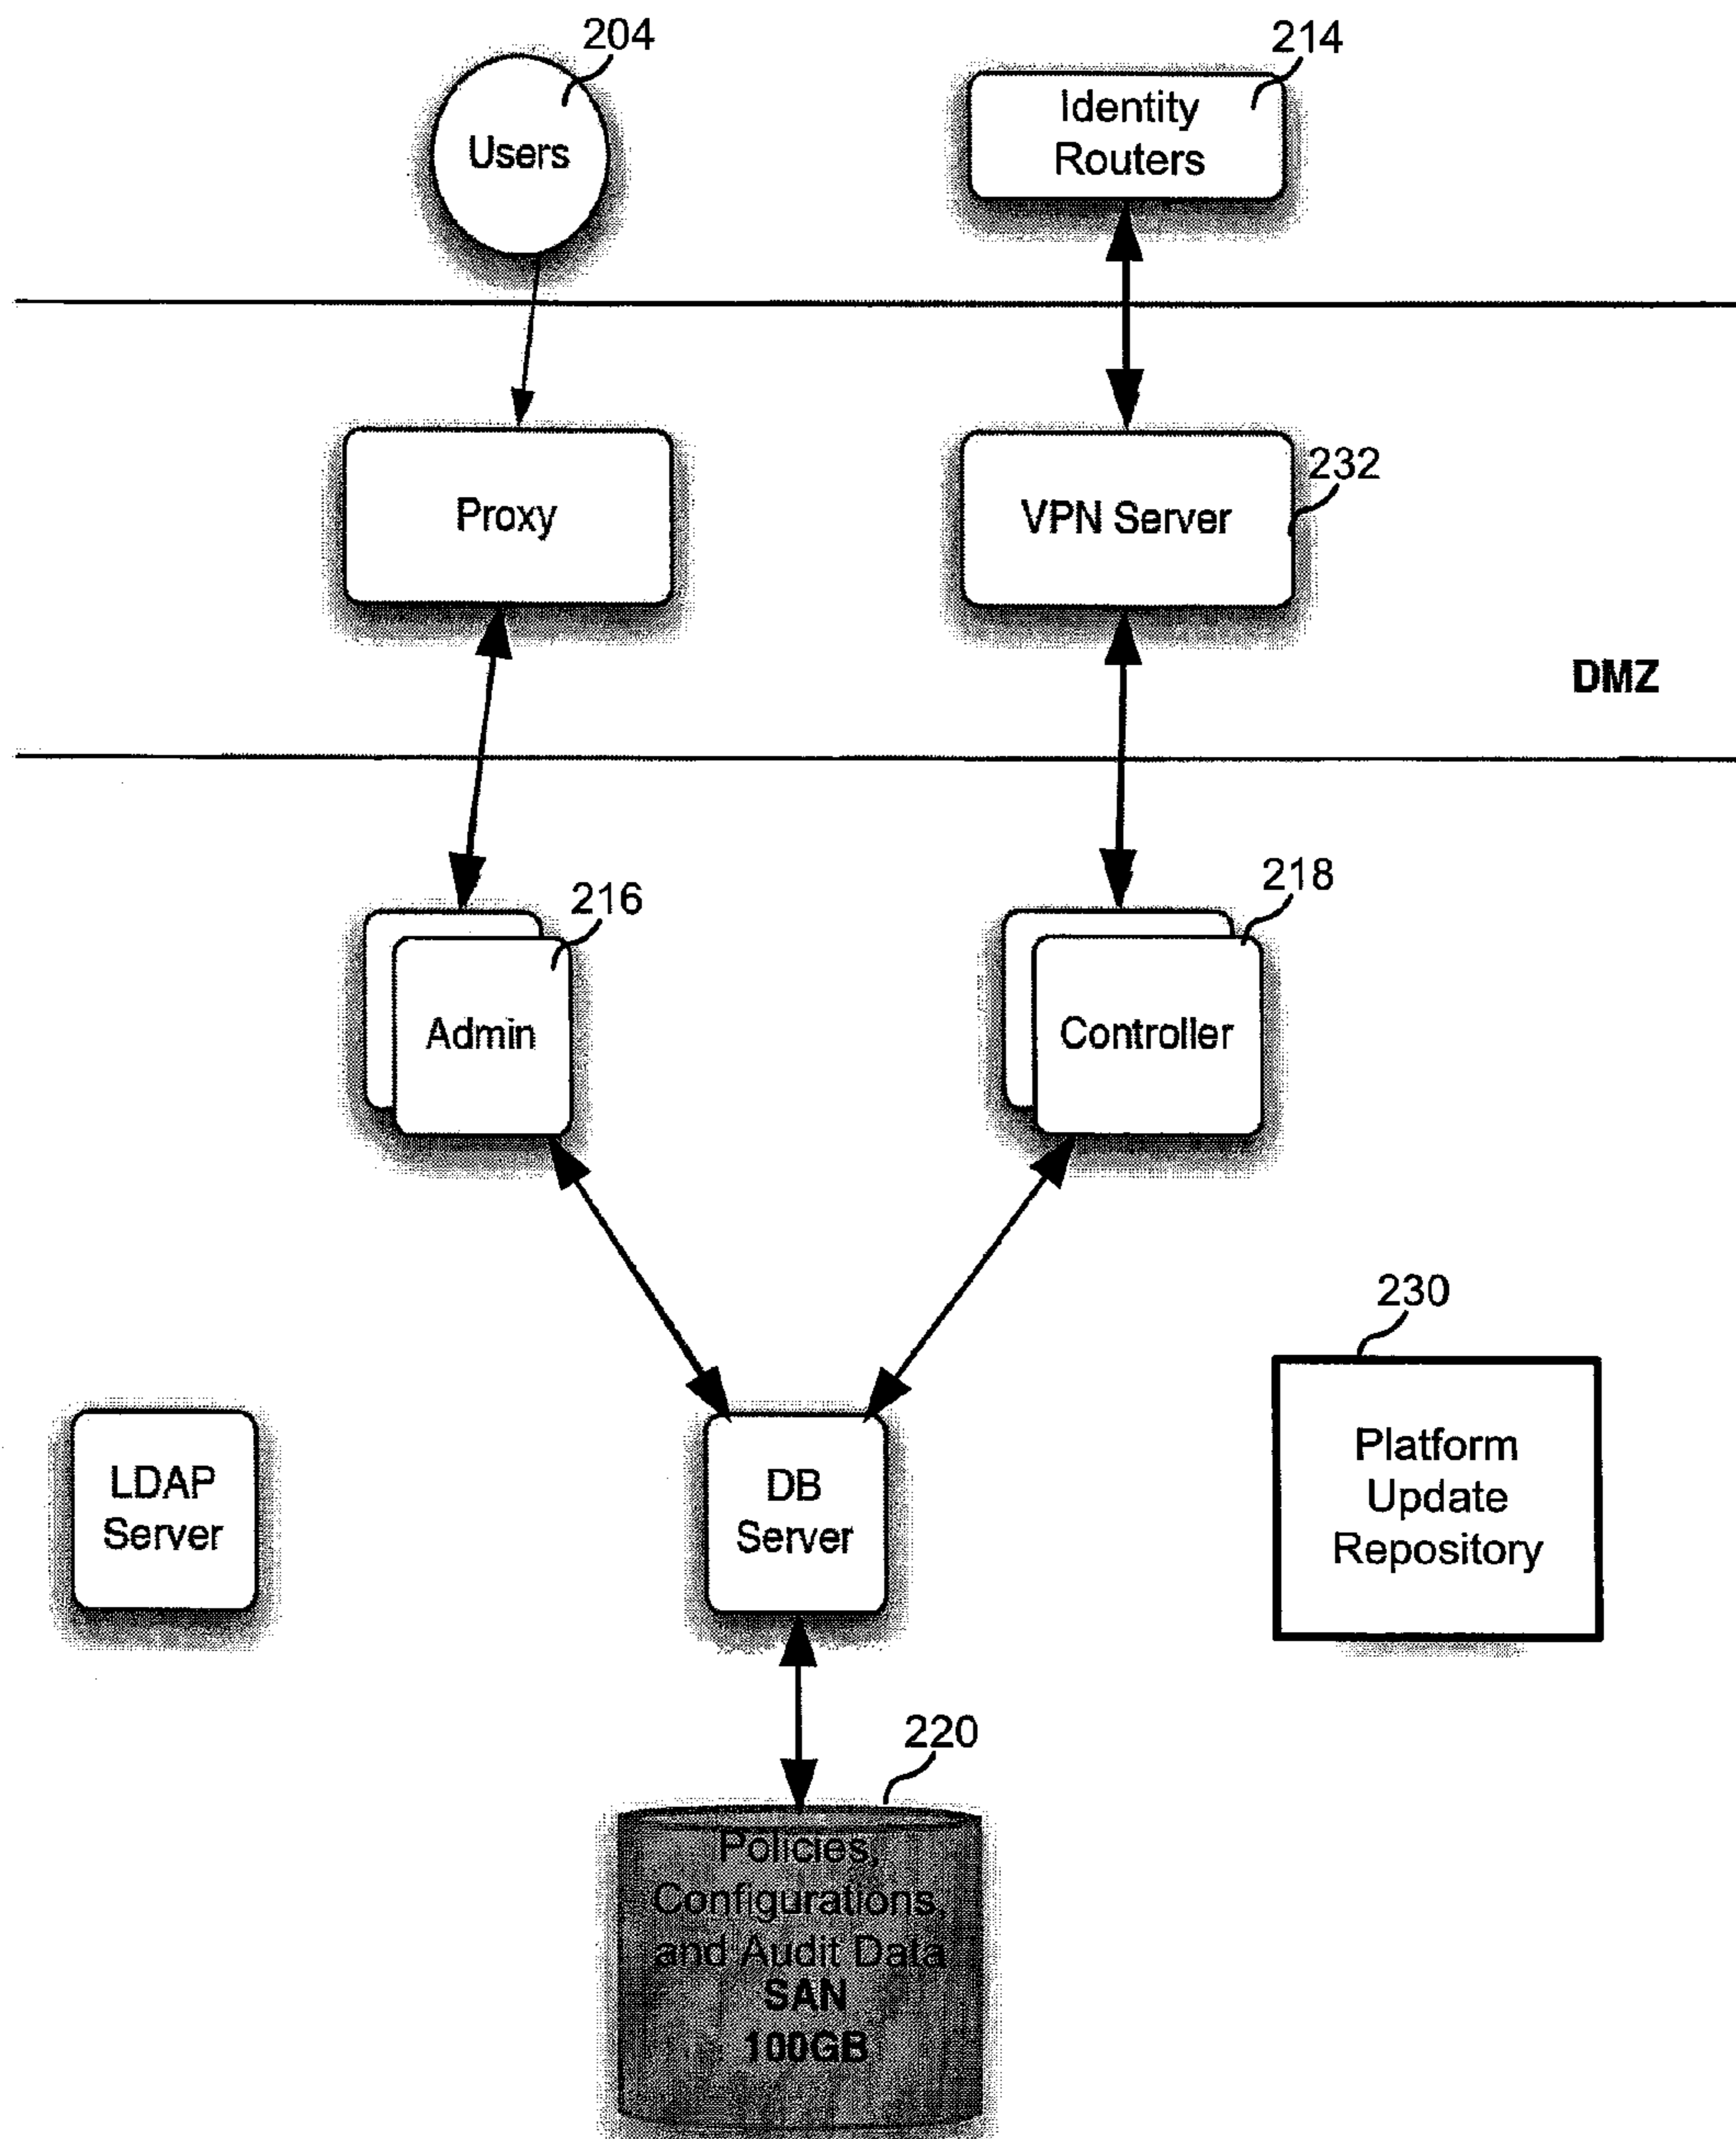 204
214
Users
Identity
Routers
Proxy
VPN Server
232
DMZ
216
218
Admin
Controller
230
LDAP
Server
DB
Server
Platform
Update
Repository
220
Policies,
Configurations,
and Audit Data
SAN
100GB